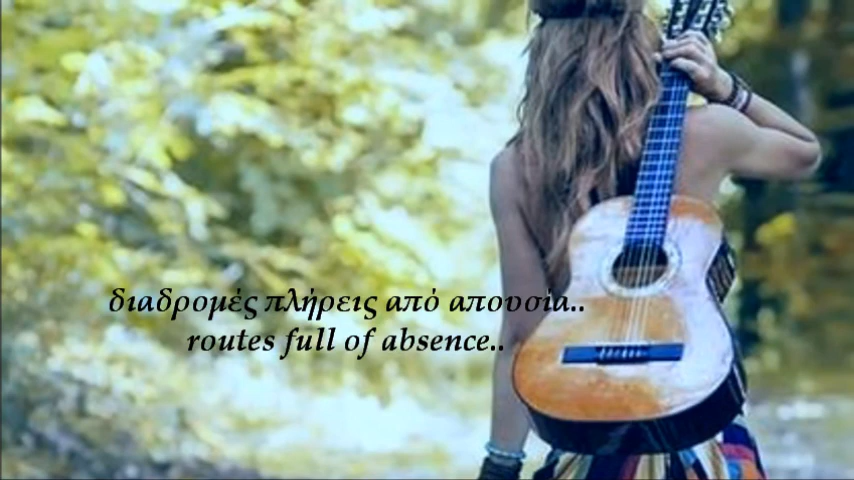 διαδρομές πλήρεις από απουσία..
routes full of absence..